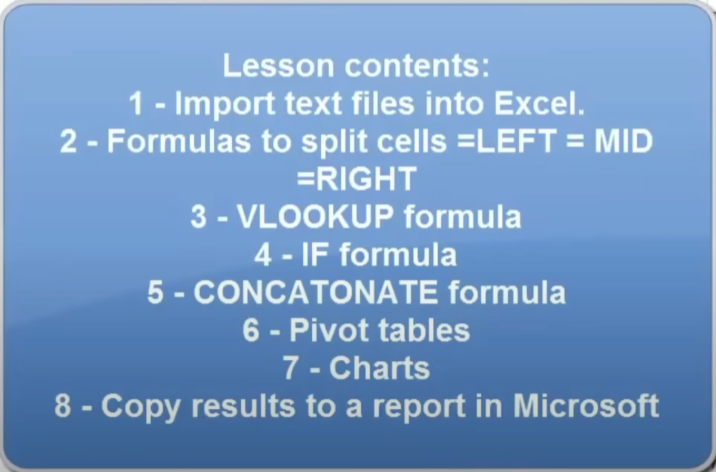 Lesson contents:
1 - Import text files into Excel.
2 - Formulas to split cells =LEFT = MID
=RIGHT
3 - VLOOKUP formula
4 - IF formula
5 - CONCATONATE formula
6 - Pivot tables
7 - Charts
8 - Copy results to a report in Microsoft